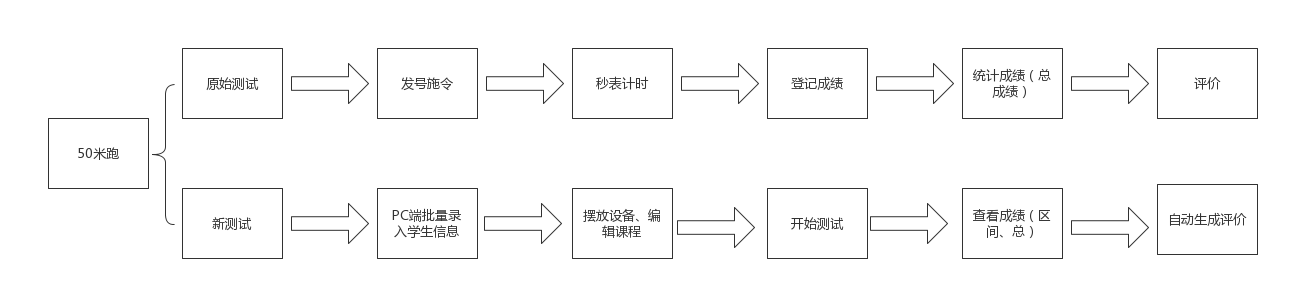 50米跑
原始测试
发号施令
秒表计时
登记成绩
统计成绩（总
成绩）
评价
新测试
PC端批量录
入学生信息
摆放设备、编
辑课程
开始测试
查看成绩（区
间、总）
自动生成评价